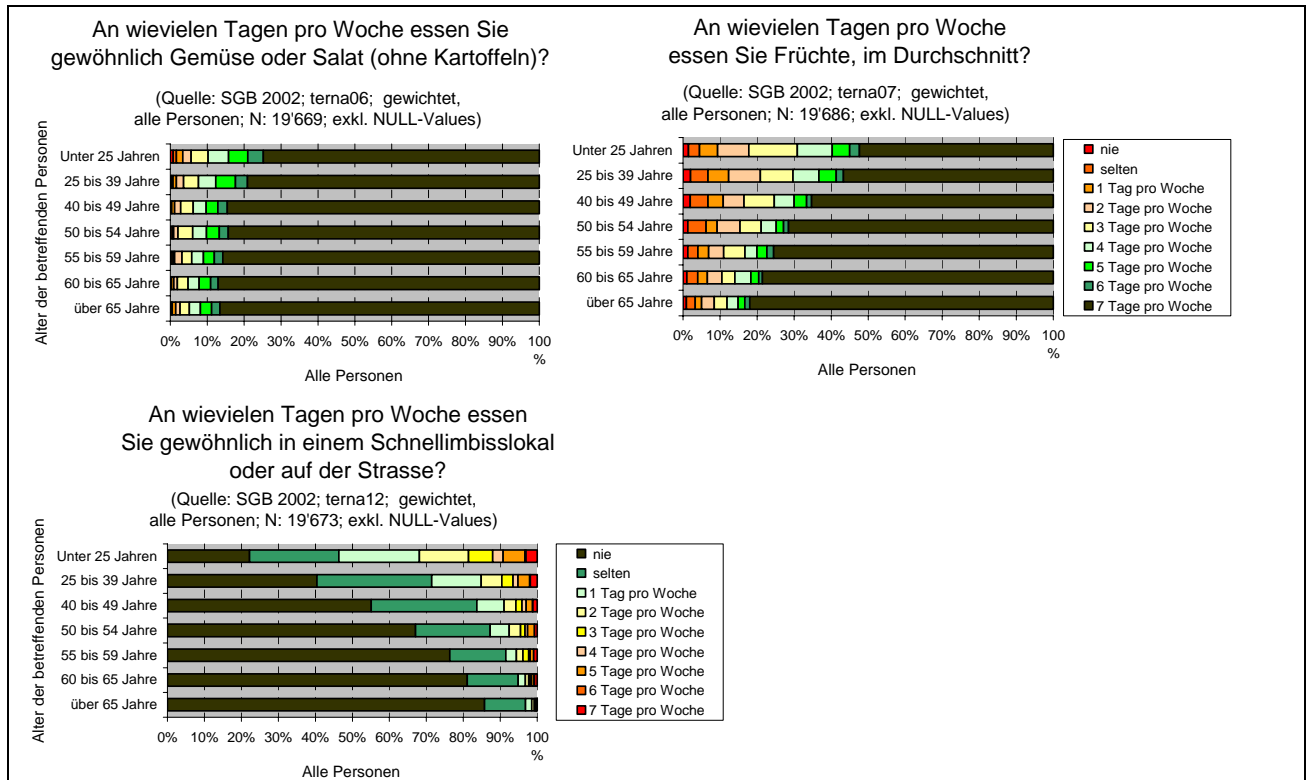 An wievielen Tagen pro Woche essen Sie
gewöhnlich Gemüse oder Salat (ohne Kartoffeln)?
(Quelle: SGB 2002; terna06; gewichtet,
alle Personen; N: 19'669; exkl. NULL-Values)
Alter der betreffenden Personen
Unter 25 Jahren
25 bis 39 Jahre
40 bis 49 Jahre
50 bis 54 Jahre
55 bis 59 Jahre
60 bis 65 Jahre
über 65 Jahre
0% 10% 20% 30% 40% 50% 60% 70% 80% 90% 100
%
Alle Personen
An wievielen Tagen pro Woche
essen Sie Früchte, im Durchschnitt?
(Quelle: SGB 2002; terna07; gewichtet,
alle Personen; N: 19'686; exkl. NULL-Values)
Unter 25 Jahren
25 bis 39 Jahre
40 bis 49 Jahre
50 bis 54 Jahre
55 bis 59 Jahre
60 bis 65 Jahre
über 65 Jahre
0% 10% 20% 30% 40% 50% 60% 70% 80% 90% 100
%
Alle Personen
nie
selten
1 Tag pro Woche
2 Tage pro Woche
3 Tage pro Woche
4 Tage pro Woche
5 Tage pro Woche
6 Tage pro Woche
7 Tage pro Woche
An wievielen Tagen pro Woche essen
Sie gewöhnlich in einem Schnellimbisslokal
oder auf der Strasse?
(Quelle: SGB 2002; terna12; gewichtet,
alle Personen; N: 19'673; exkl. NULL-Values)
Alter der betreffenden Personen
Unter 25 Jahren
25 bis 39 Jahre
40 bis 49 Jahre
50 bis 54 Jahre
55 bis 59 Jahre
60 bis 65 Jahre
über 65 Jahre
0% 10% 20% 30% 40% 50% 60% 70% 80% 90% 100
%
Alle Personen
nie
selten
1 Tag pro Woche
2 Tage pro Woche
3 Tage pro Woche
4 Tage pro Woche
5 Tage pro Woche
6 Tage pro Woche
7 Tage pro Woche